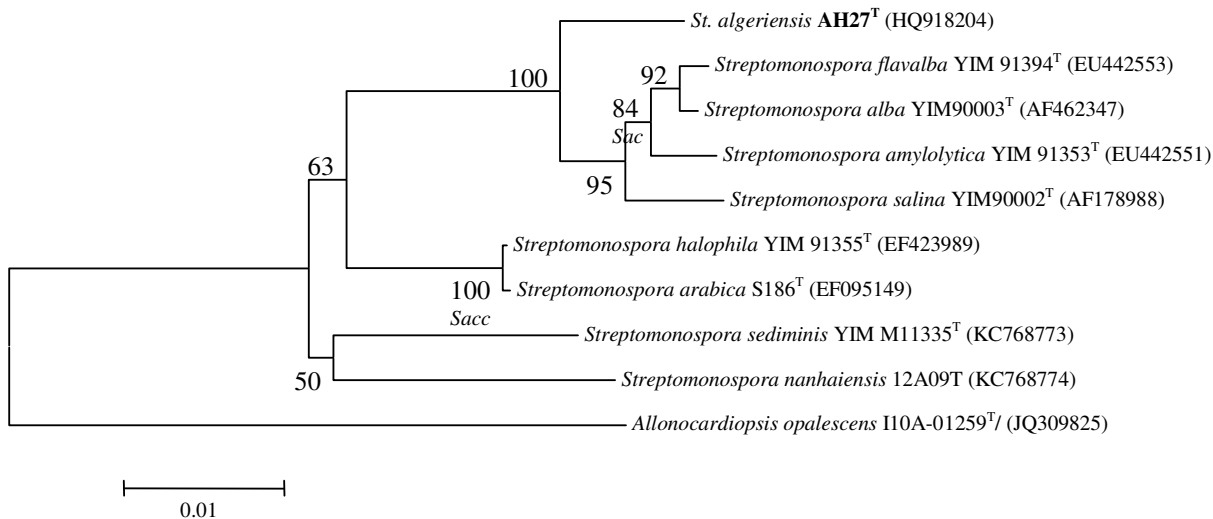 St. algeriensis AH27ᵀ (HQ918204)
Streptomonospora flavalba YIM 91394ᵀ (EU442553)
92
100
Streptomonospora alba YIM90003ᵀ (AF462347)
84
Sac
Streptomonospora amylolytica YIM 91353ᵀ (EU442551)
63
95
Streptomonospora salina YIM90002ᵀ (AF178988)
Streptomonospora halophila YIM 91355ᵀ (EF423989)
100
Streptomonospora arabica S186ᵀ (EF095149)
Sacc
Streptomonospora sediminis YIM M11335ᵀ (KC768773)
50
Streptomonospora nanhaiensis 12A09T (KC768774)
Allonocardiopsis opalescens I10A-01259ᵀ/ (JQ309825)
0.01